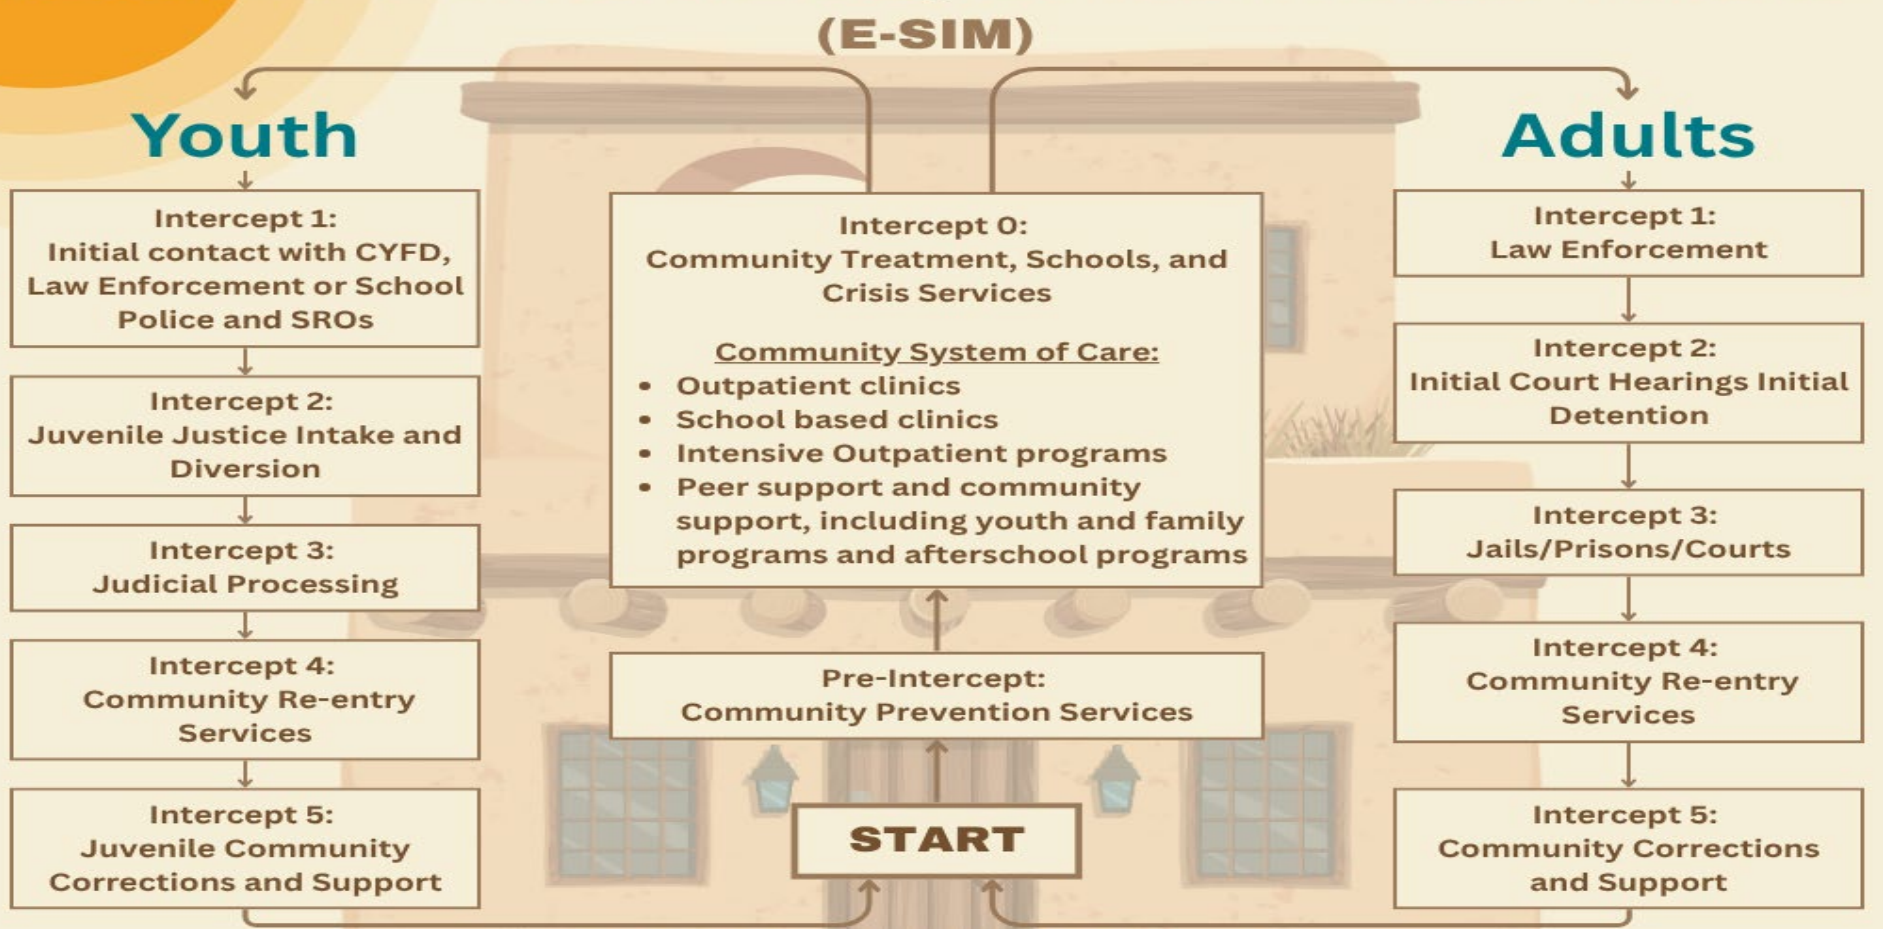 (E-SIM)
Youth
Intercept 1:
Initial contact with CYFD,
Law Enforcement or School
Police and SROs
Intercept 2:
Juvenile Justice Intake and
Diversion
Intercept 3:
Judicial Processing
Intercept 4:
Community Re-entry
Services
Intercept 5:
Juvenile Community
Corrections and Support
Intercept 0:
Community Treatment, Schools, and
Crisis Services
Community System of Care:
• Outpatient clinics
• School based clinics
• Intensive Outpatient programs
• Peer support and community
support, including youth and family
programs and afterschool programs
Pre-Intercept:
Community Prevention Services
START
Adults
Intercept 1:
Law Enforcement
Intercept 2:
Initial Court Hearings Initial
Detention
Intercept 3:
Jails/Prisons/Courts
Intercept 4:
Community Re-entry
Services
Intercept 5:
Community Corrections
and Support